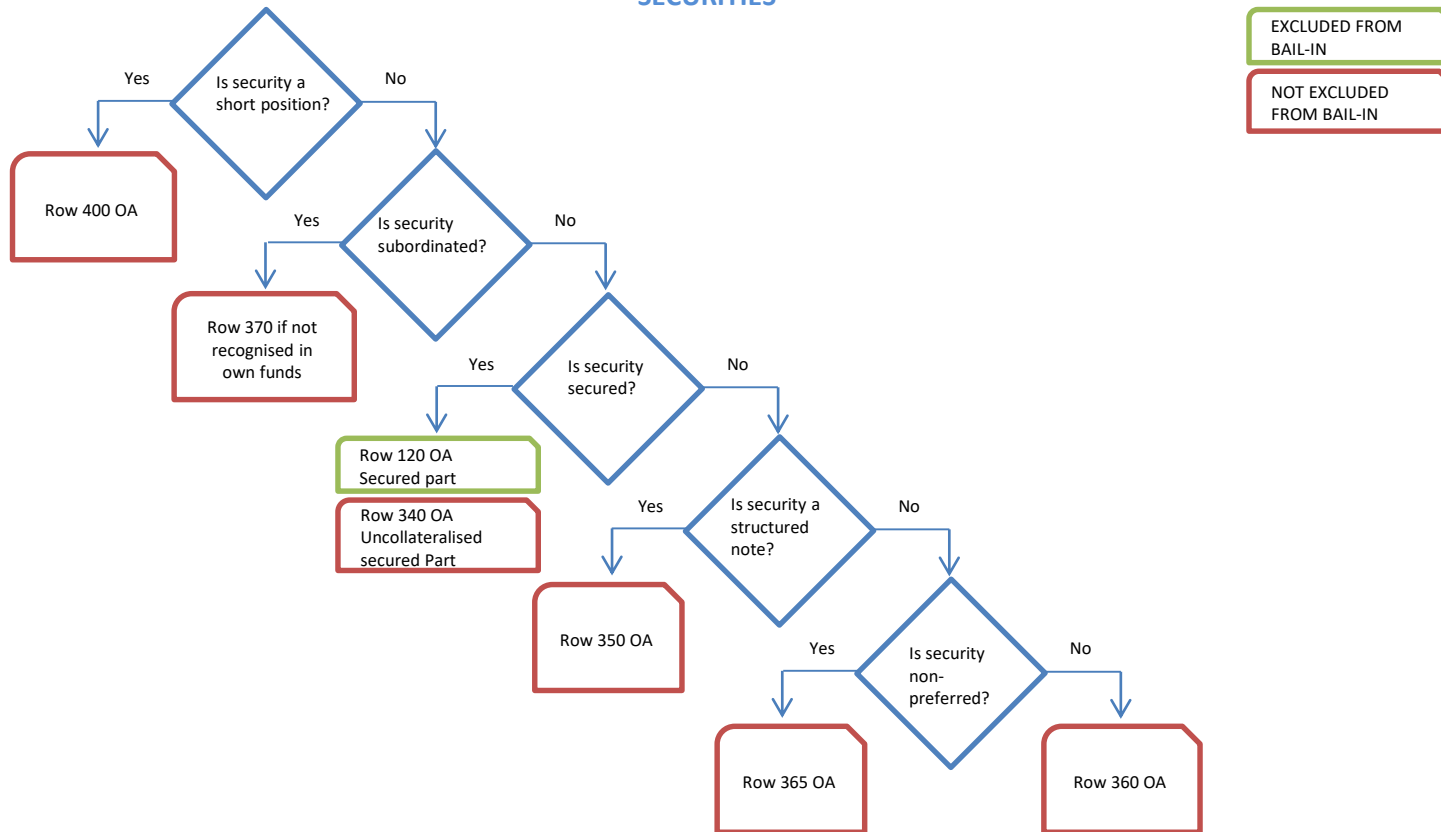 SECURITIES
EXCLUDED FROM
BAIL-IN
NOT EXCLUDED
FROM BAIL-IN
Yes
Is security a
short position?
No
Row 400 OA
Yes
Is security
subordinated?
No
Row 370 if not
recognised in
own funds
Yes
Is security
secured?
No
Row 120 OA
Secured part
Row 340 OA
Uncollateralised
secured Part
Yes
Is security a
structured
note?
No
Row 350 OA
Yes
Is security
non-
preferred?
No
Row 365 OA
Row 360 OA